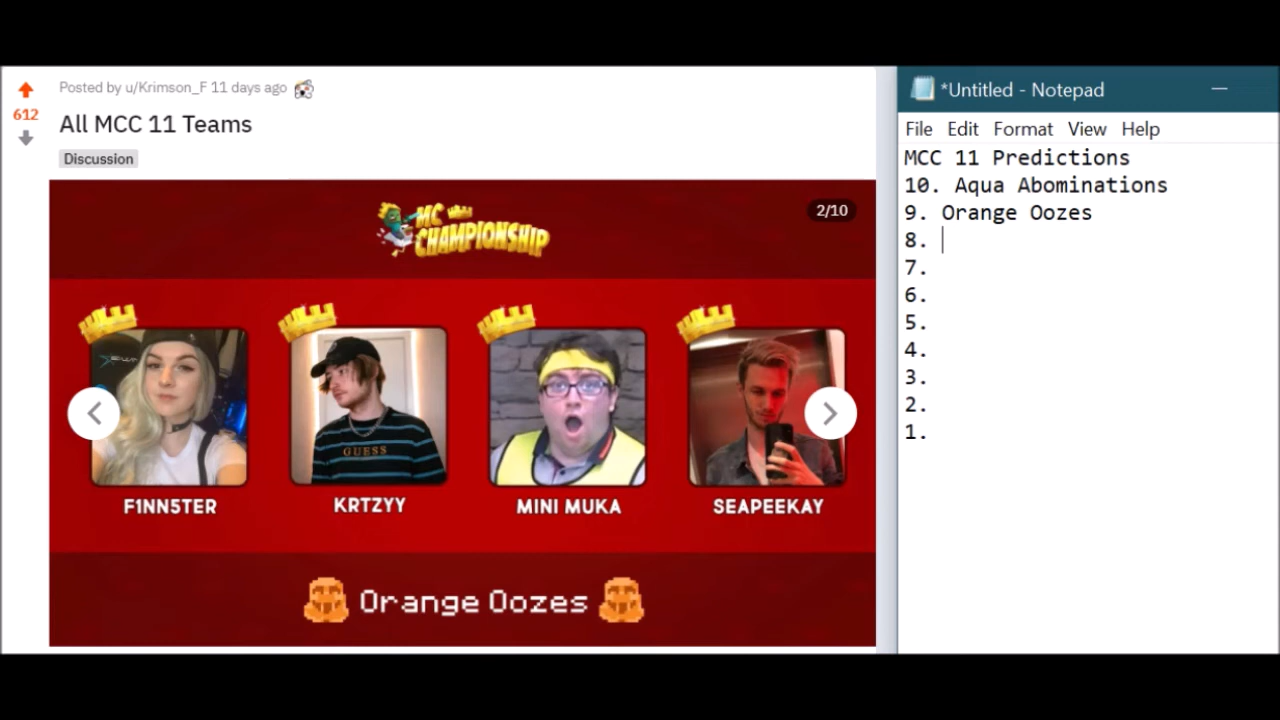 Posted by u/Krimson_F 11 days ago
612
All MCC 11 Teams
Discussion
MC
CHAMPIONSHIP
2/10
GUESS
F1NN5TER
KRTZYY
MINI MUKA
SEAPEEKAY
Orange Oozes
*Untitled - Notepad
File Edit Format View Help
MCC 11 Predictions
10. Aqua Abominations
9. Orange Oozes
8.
7.
6.
5.
4.
3.
2.
1.